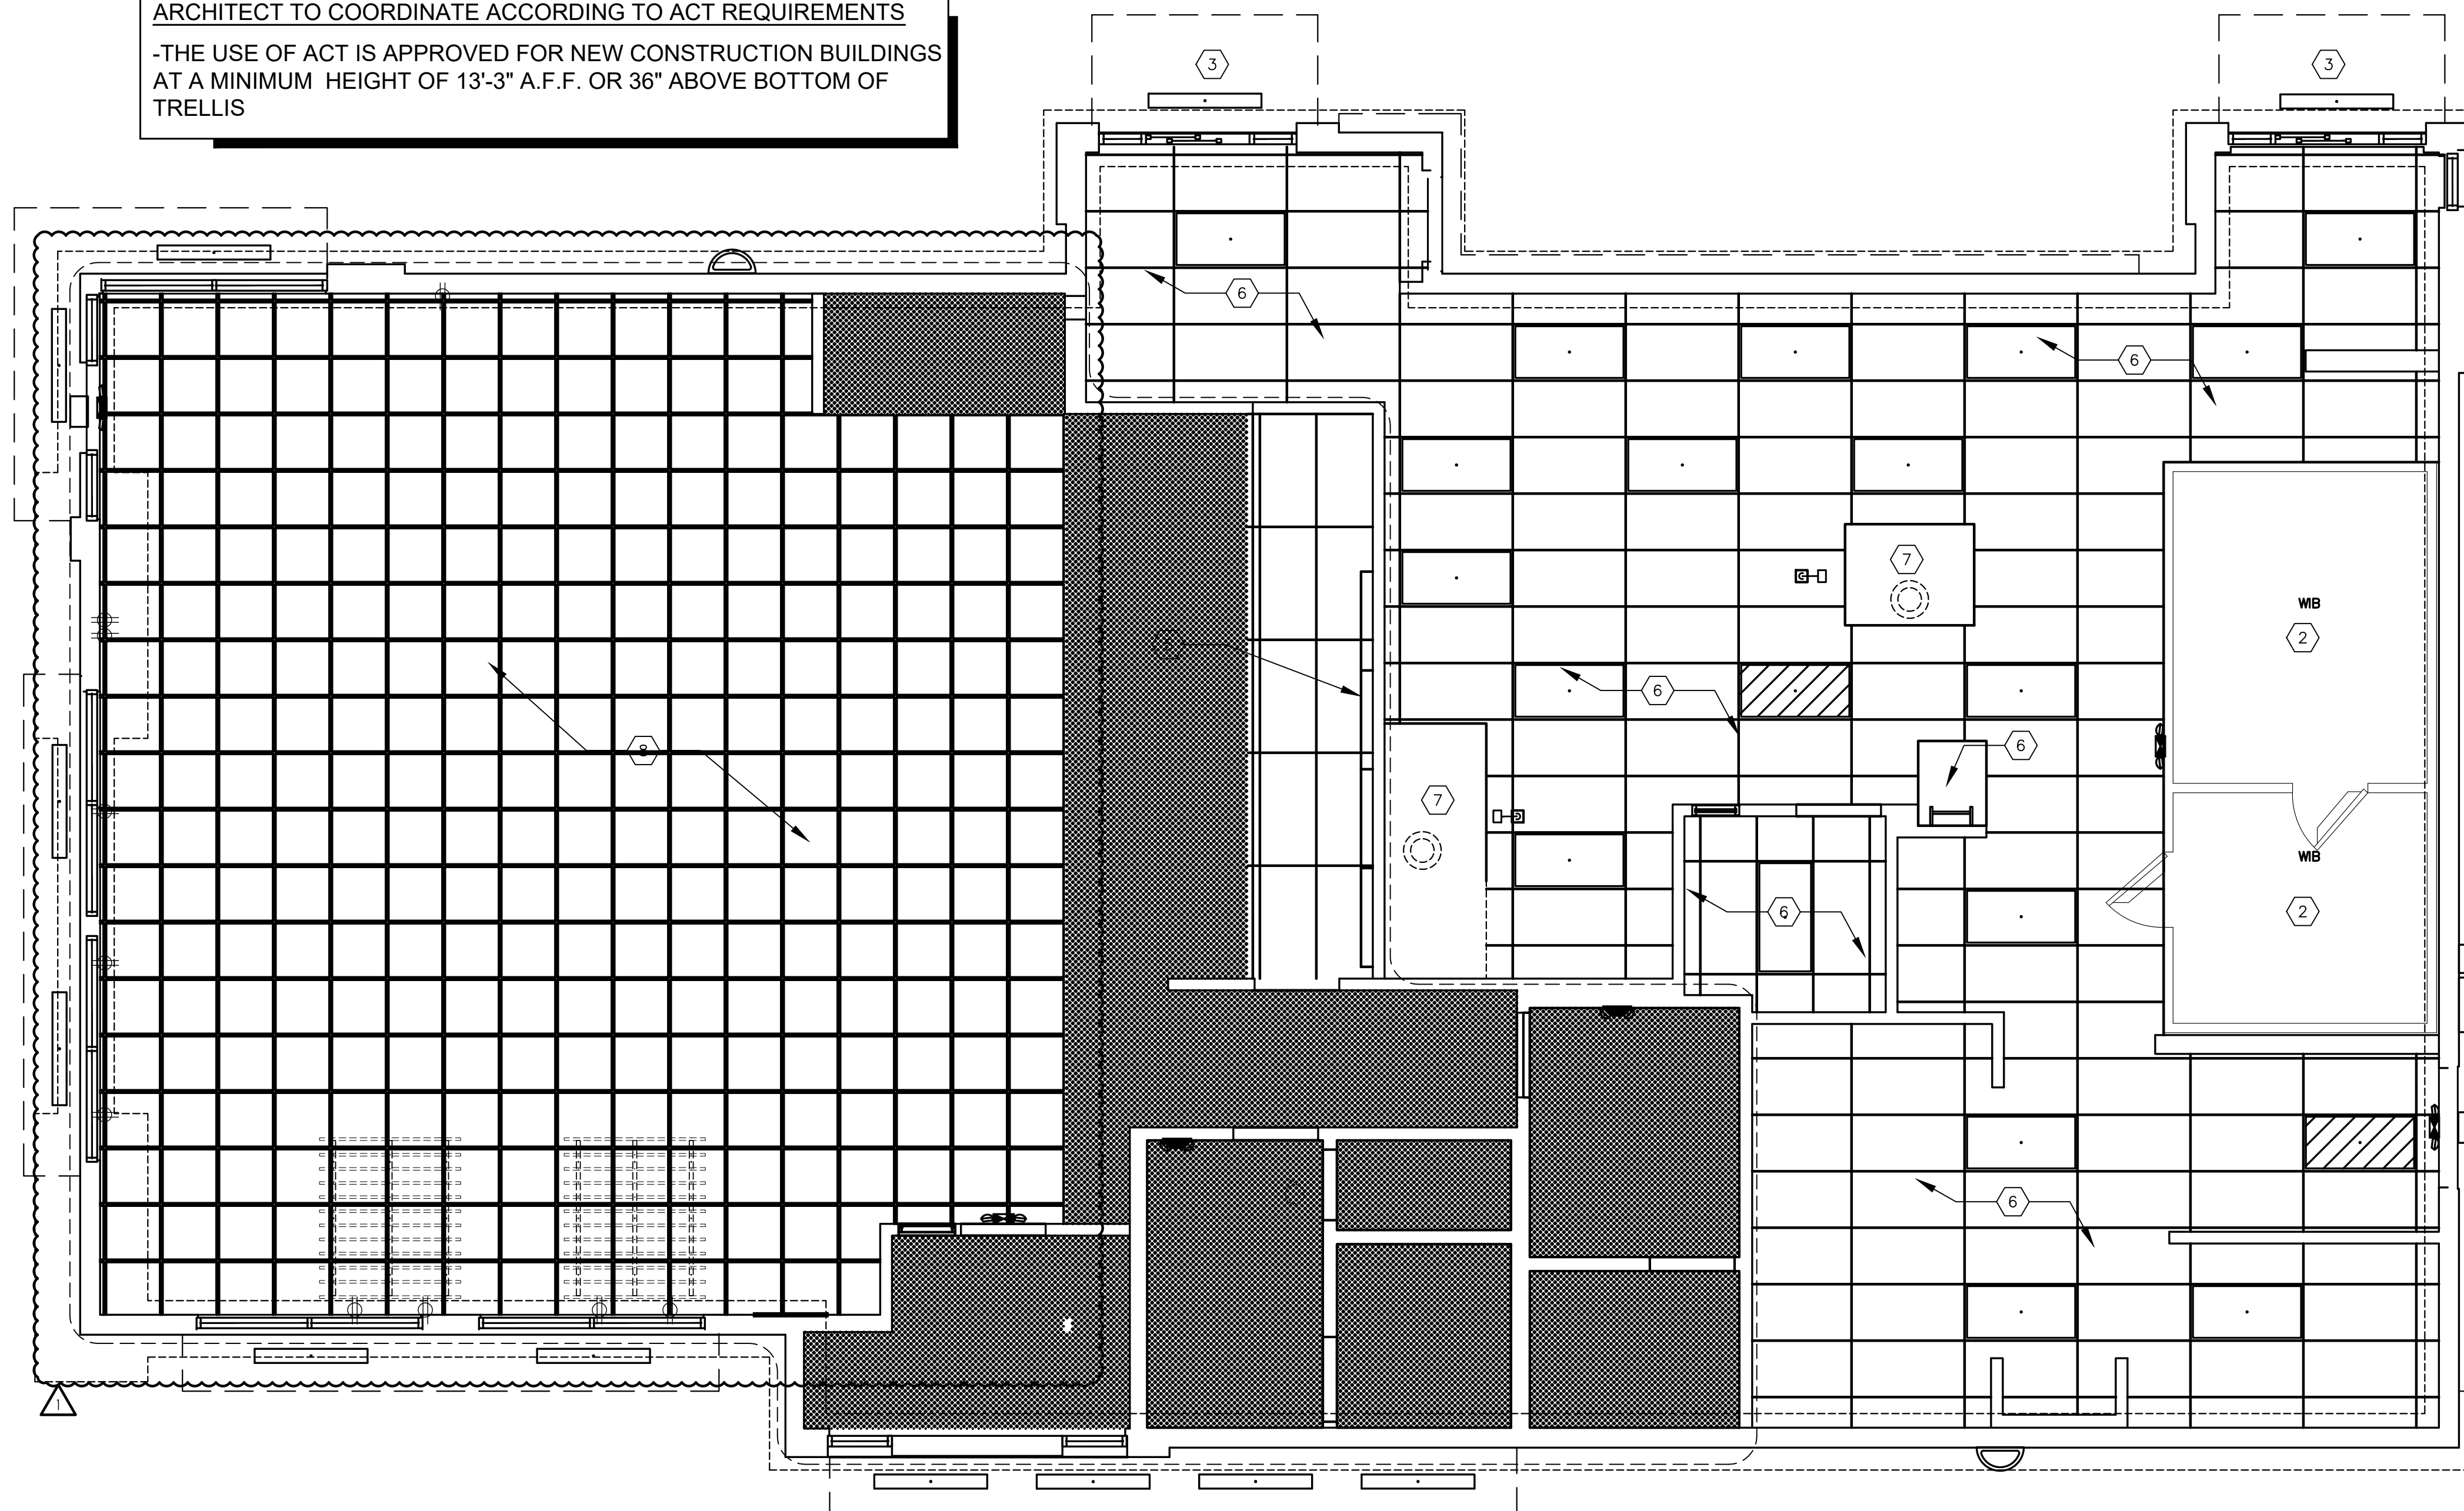 ARCHITECT TO COORDINATE ACCORDING TO ACT REQUIREMENTS
-THE USE OF ACT IS APPROVED FOR NEW CONSTRUCTION BUILDINGS
AT A MINIMUM HEIGHT OF 13'-3" A.F.F. OR 36" ABOVE BOTTOM OF
TRELLIS
3
3
6
6
7
WIB
2
6
6
8
7
WIB
2
6
6
1